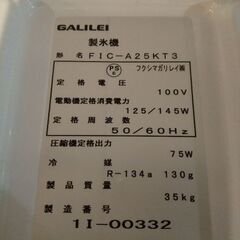 GALILEI
製氷機
形名 FIC-A25KT3
PS E フクシマガリレイ㈱
定格電圧
100V
電動機定格消費電力
125/145W
定格周波数
50/60Hz
圧縮機定格出力
75W
冷媒
R-134a 130g
製品質量
35kg
製造番号
1I-00332